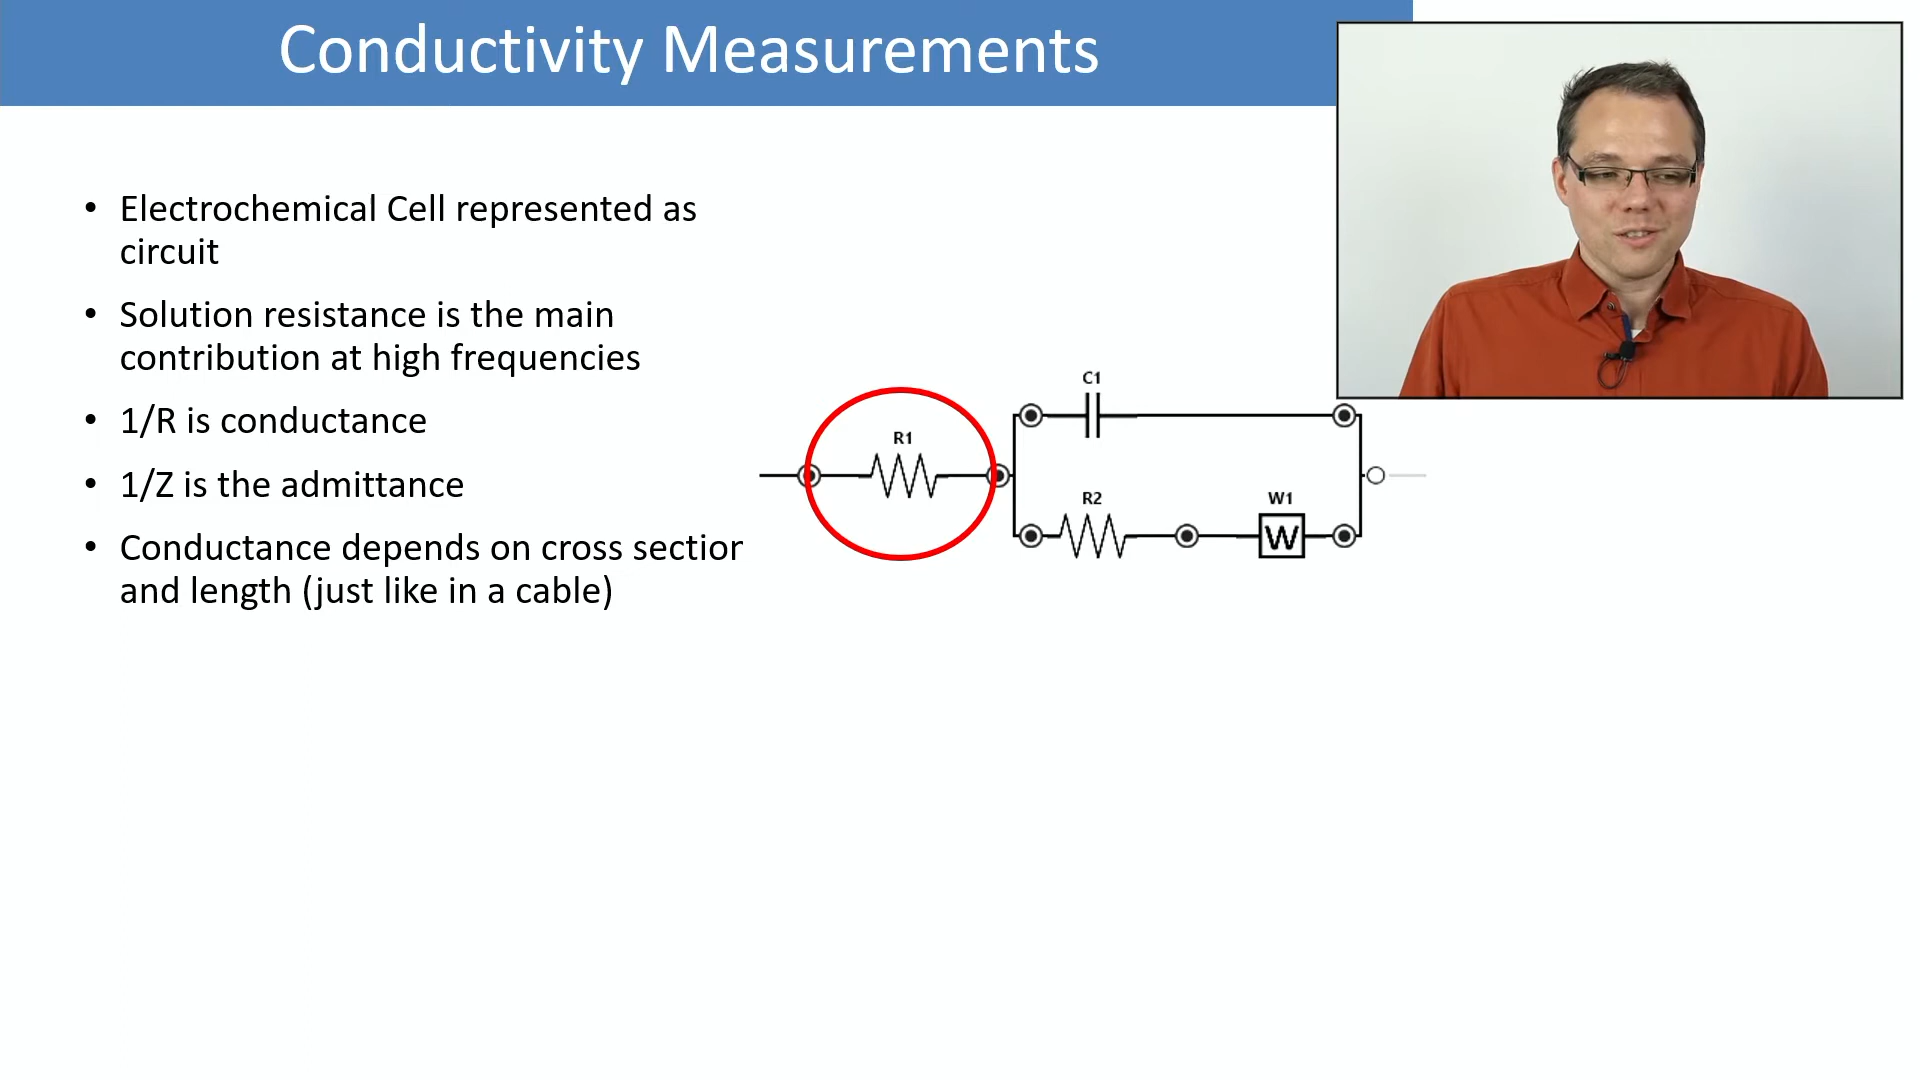 Conductivity Measurements
• Electrochemical Cell represented as
circuit
• Solution resistance is the main
contribution at high frequencies
• 1/R is conductance
• 1/Z is the admittance
• Conductance depends on cross section
and length (just like in a cable)
C1
R1
R2
W1
W